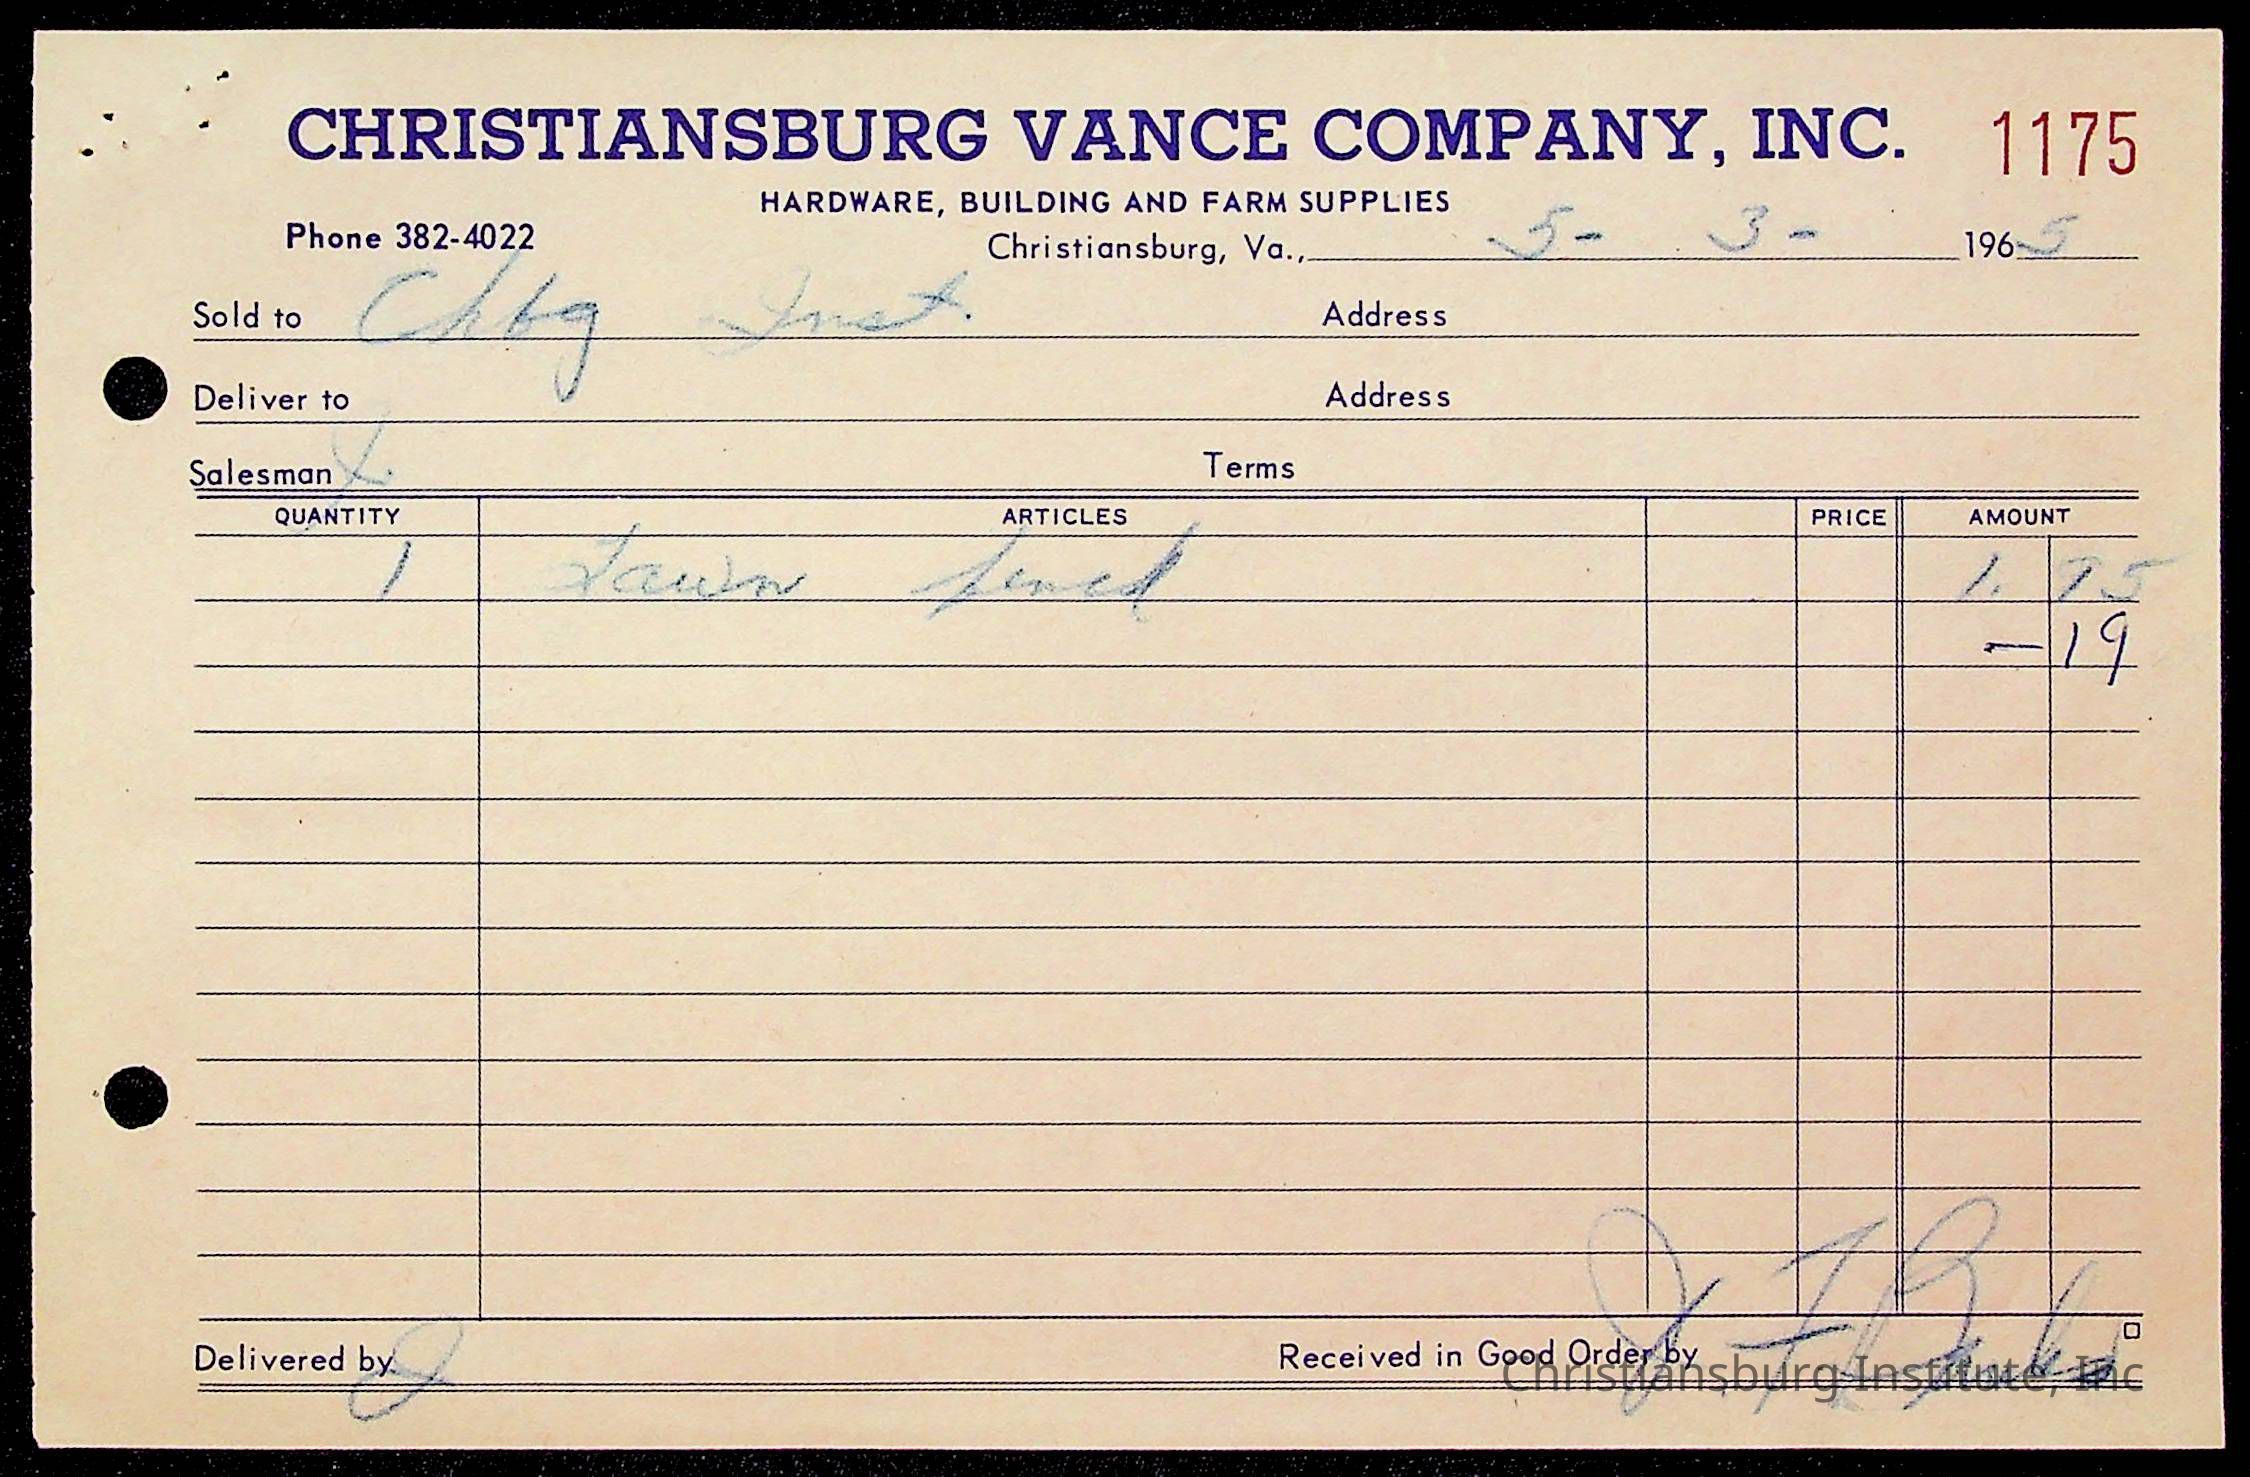 CHRISTIANSBURG VANCE COMPANY, INC. 1175
HARDWARE, BUILDING AND FARM SUPPLIES
Phone 382-4022
Christiansburg, Va., 5- 3- 1965
Sold to Chbg Inst. Address
Deliver to Address
Salesman Terms
QUANTITY ARTICLES PRICE AMOUNT
1 Lawn 1.75
—19
Delivered by Received in Good Order by
Christiansburg Institute, Inc